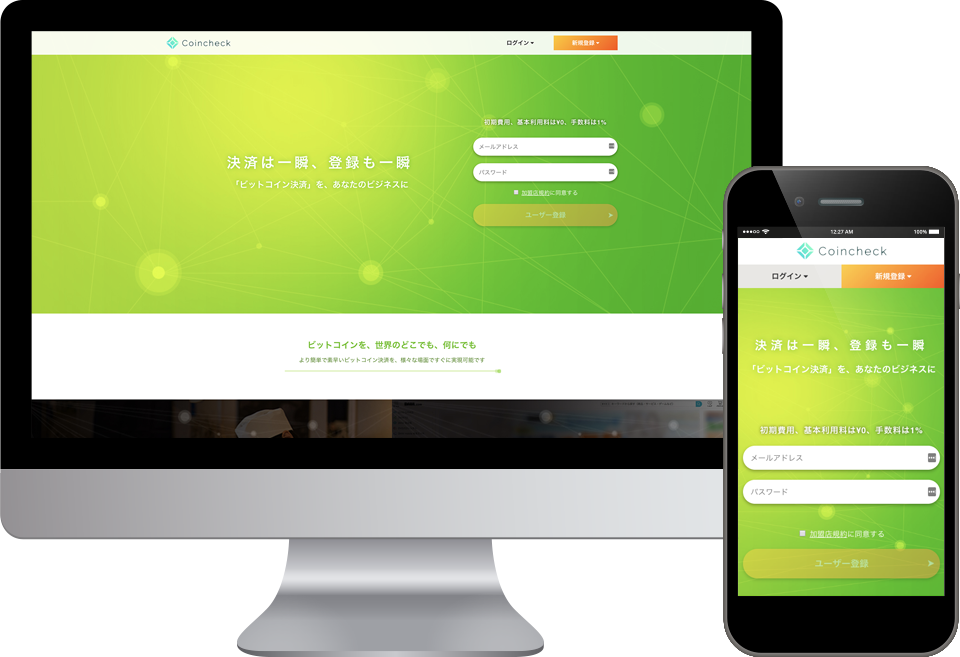 Coincheck
ログイン
新規登録
初期費用、基本利用料は¥0、手数料は1%
メールアドレス
決済は一瞬、登録も一瞬
パスワード
「ビットコイン決済」を、あなたのビジネスに
加盟店規約に同意する
ユーザー登録
ビットコインを、世界のどこでも、何にでも
より簡単で素早いビットコイン決済を。様々な場面ですぐに実現可能です
12:27 AM
100%
Coincheck
ログイン
新規登録
決済は一瞬、登録も一瞬
「ビットコイン決済」を、あなたのビジネスに
初期費用、基本利用料は¥0、手数料は1%
メールアドレス
パスワード
加盟店規約に同意する
ユーザー登録